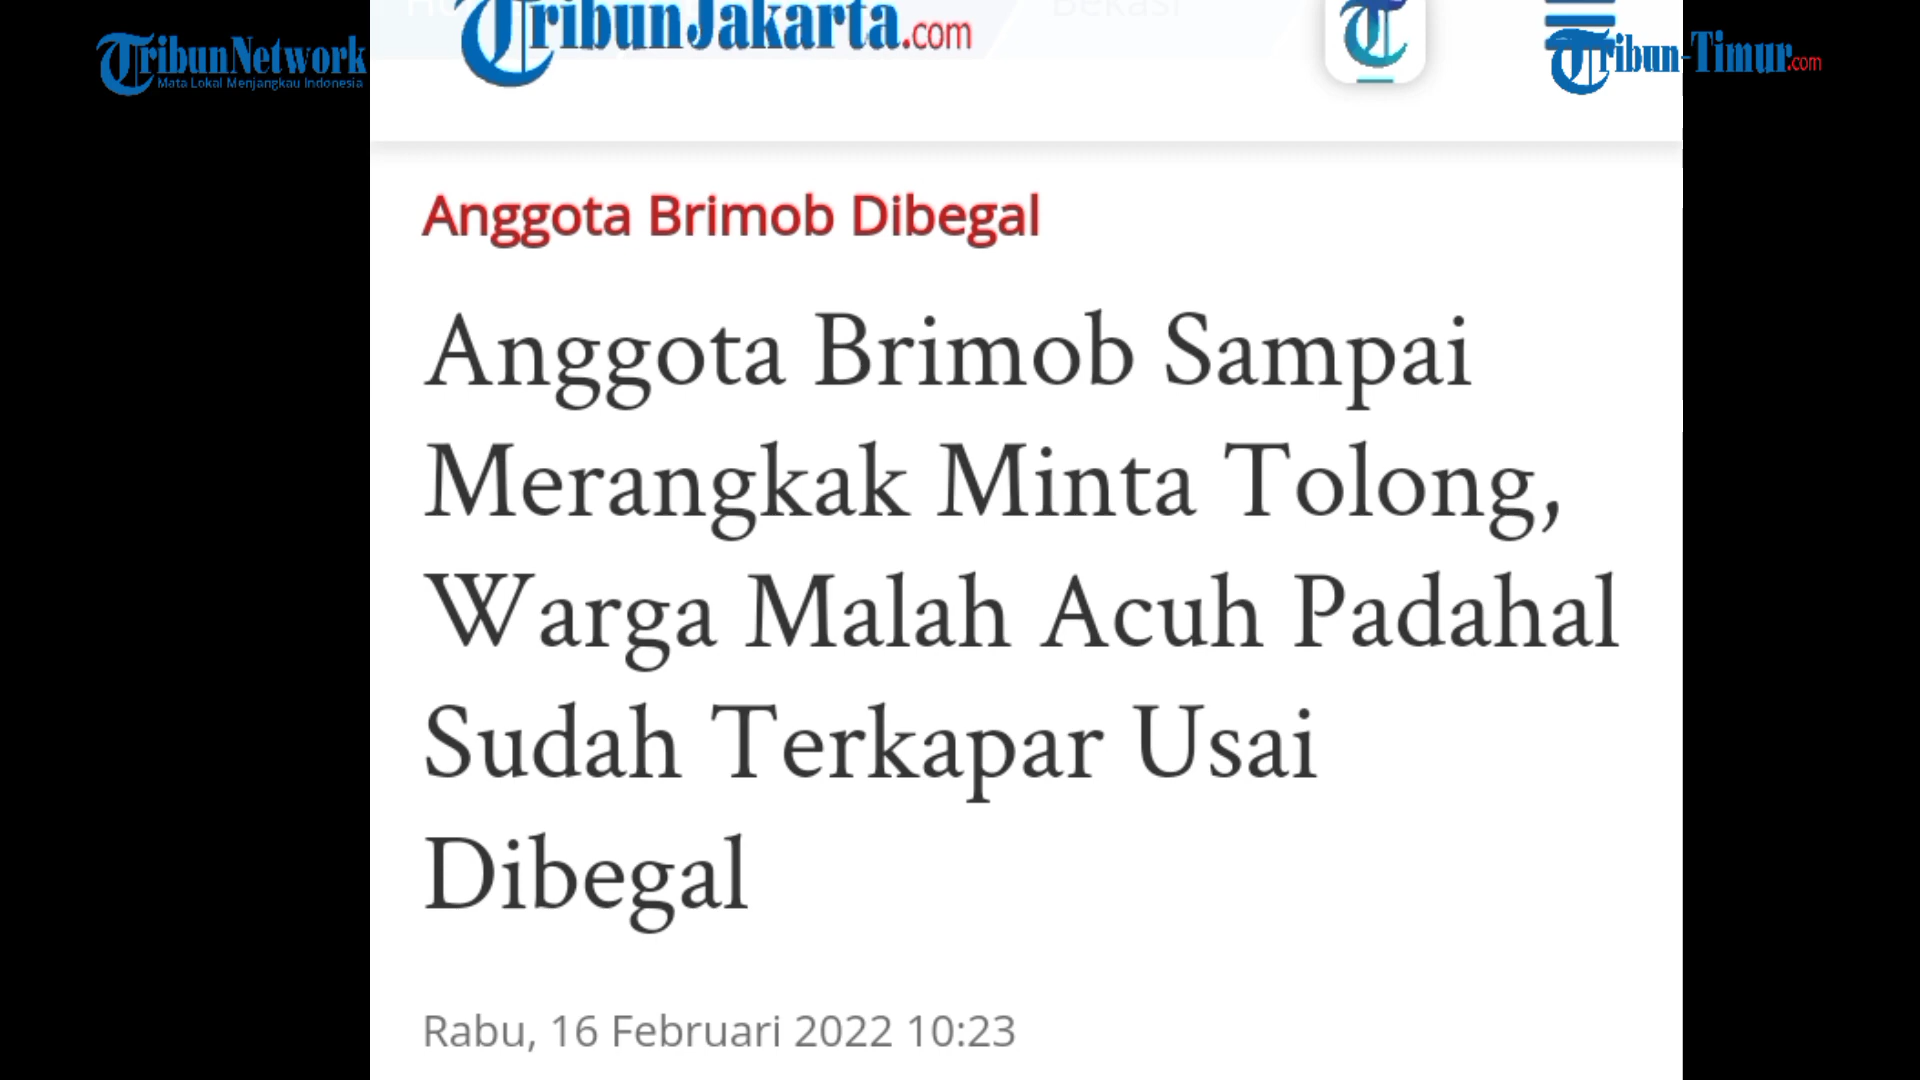 TribunJakarta.com
Bekasi
TribunNetwork
Mata Lokal Menjangkau Indonesia
Tribun-Timur.com
Anggota Brimob Dibegal
Anggota Brimob Sampai
Merangkak Minta Tolong,
Warga Malah Acuh Padahal
Sudah Terkapar Usai
Dibegal
Rabu, 16 Februari 2022 10:23